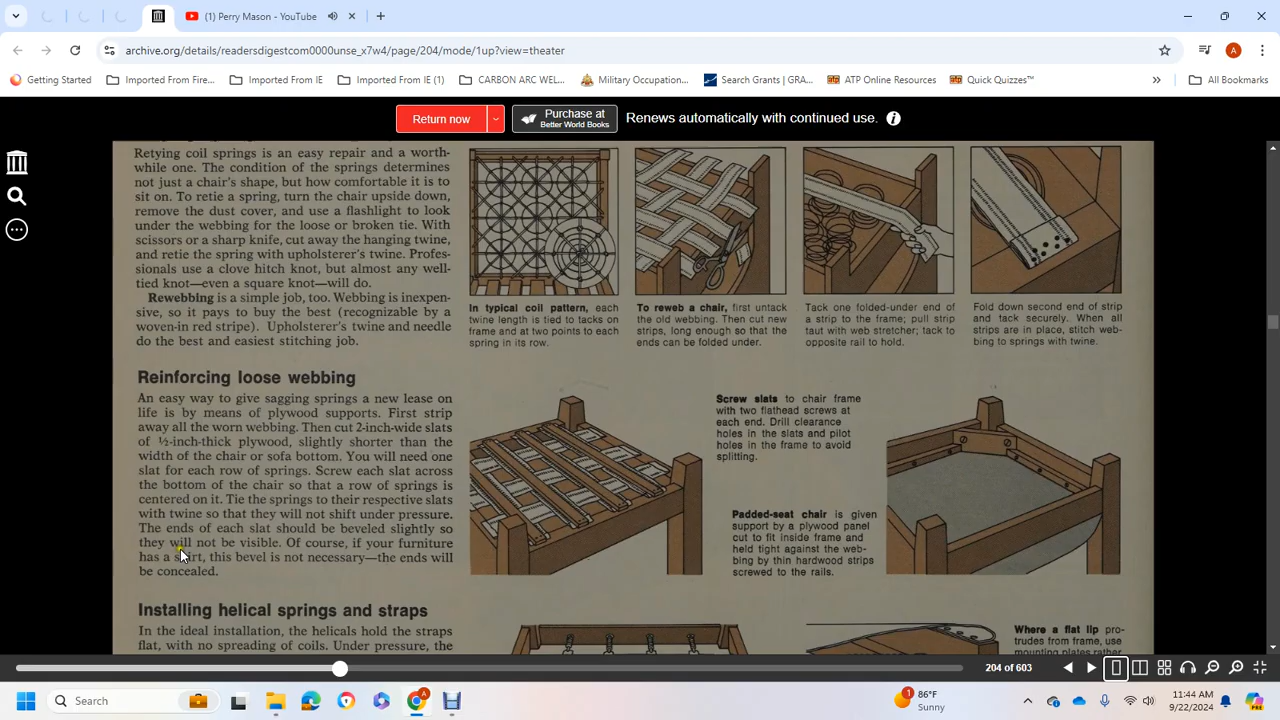 (1) Perry Mason - YouTube
archive.org/details/readersdigestcom0000unse_x7w4/page/204/mode/1up?view=theater
A
Getting Started
Imported From Fire...
Imported From IE
Imported From IE (1)
CARBON ARC WEL...
Military Occupation...
Search Grants | GRA...
ATP Online Resources
Quick Quizzes™
All Bookmarks
Return now
Purchase at
Better World Books
Renews automatically with continued use.
Retying coil springs is an easy repair and a worth-
while one. The condition of the springs determines
not just a chair's shape, but how comfortable it is to
sit on. To retie a spring, turn the chair upside down,
remove the dust cover, and use a flashlight to look
under the webbing for the loose or broken tie. With
scissors or a sharp knife, cut away the hanging twine,
and retie the spring with upholsterer's twine. Profes-
sionals use a clove hitch knot, but almost any well-
tied knot—even a square knot—will do.
Rewebbing is a simple job, too. Webbing is inexpen-
sive, so it pays to buy the best (recognizable by a
woven-in red stripe). Upholsterer's twine and needle
do the best and easiest stitching job.
In typical coil pattern, each
twine length is tied to tacks on
frame and at two points to each
spring in its row.
To reweb a chair, first untack
the old webbing. Then cut new
strips, long enough so that the
ends can be folded under.
Tack one folded-under end of
a strip to the frame; pull strip
taut with web stretcher; tack to
opposite rail to hold.
Fold down second end of strip
and tack securely. When all
strips are in place, stitch web-
bing to springs with twine.
Reinforcing loose webbing
An easy way to give sagging springs a new lease on
life is by means of plywood supports. First strip
away all the worn webbing. Then cut 2-inch-wide slats
of ½-inch-thick plywood, slightly shorter than the
width of the chair or sofa bottom. You will need one
slat for each row of springs. Screw each slat across
the bottom of the chair so that a row of springs is
centered on it. Tie the springs to their respective slats
with twine so that they will not shift under pressure.
The ends of each slat should be beveled slightly so
they will not be visible. Of course, if your furniture
has a skirt, this bevel is not necessary—the ends will
be concealed.
Screw slats to chair frame
with two flathead screws at
each end. Drill clearance
holes in the slats and pilot
holes in the frame to avoid
splitting.
Padded-seat chair is given
support by a plywood panel
cut to fit inside frame and
held tight against the web-
bing by thin hardwood strips
screwed to the rails.
Installing helical springs and straps
In the ideal installation, the helicals hold the straps
flat, with no spreading of coils. Under pressure, the
Where a flat lip pro-
trudes from frame, use
mounting plates rather
204 of 603
Search
86°F
Sunny
11:44 AM
9/22/2024